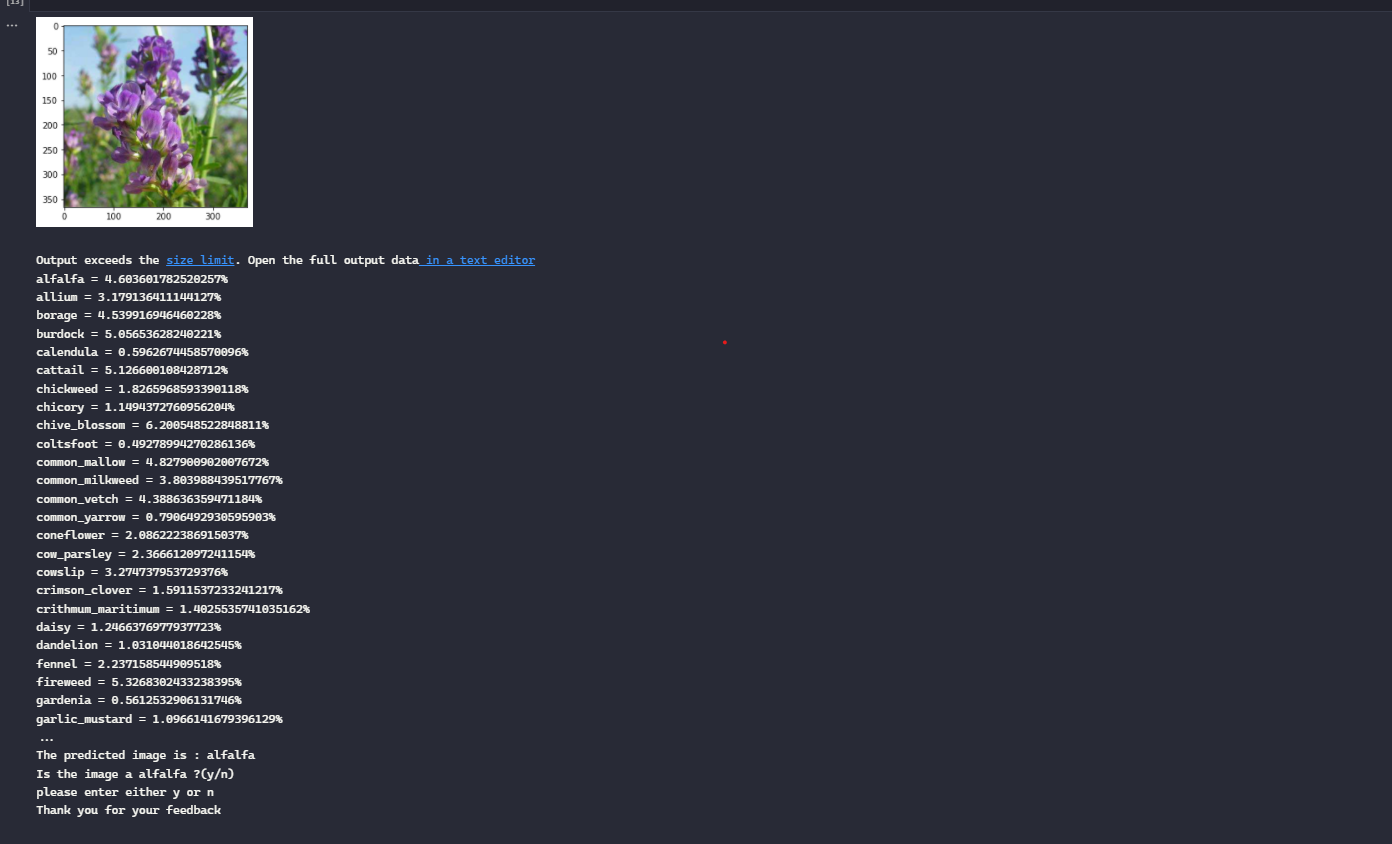 [13]
...
0
50
100
150
200
250
300
350
0 100 200 300
Output exceeds the size limit. Open the full output data in a text editor
alfalfa = 4.603601782520257%
allium = 3.179136411144127%
borage = 4.539916946460228%
burdock = 5.05653628240221%
calendula = 0.5962674458570096%
cattail = 5.126600108428712%
chickweed = 1.8265968593390118%
chicory = 1.1494372760956204%
chive_blossom = 6.200548522848811%
coltsfoot = 0.49278994270286136%
common_mallow = 4.827900902007672%
common_milkweed = 3.803988439517767%
common_vetch = 4.388636359471184%
common_yarrow = 0.7906492930595903%
coneflower = 2.086222386915037%
cow_parsley = 2.366612097241154%
cowslip = 3.274737953729376%
crimson_clover = 1.5911537233241217%
crithmum_maritimum = 1.4025535741035162%
daisy = 1.2466376977937723%
dandelion = 1.031044018642545%
fennel = 2.237158544909518%
fireweed = 5.3268302433238395%
gardenia = 0.5612532906131746%
garlic_mustard = 1.0966141679396129%
...
The predicted image is : alfalfa
Is the image a alfalfa ?(y/n)
please enter either y or n
Thank you for your feedback